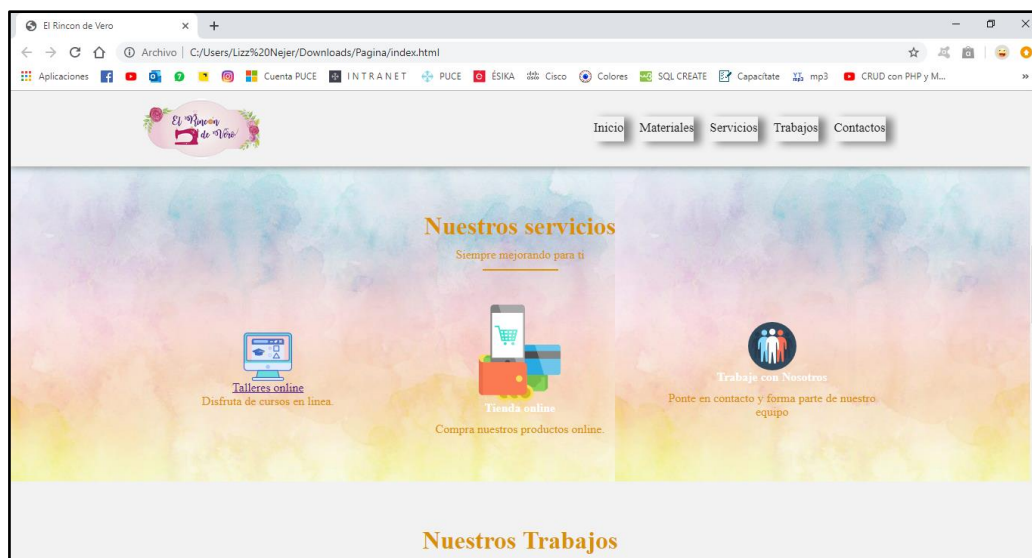 El Rincon de Vero
Archivo | C:/Users/Lizz%20Nejer/Downloads/Pagina/index.html
Aplicaciones Cuenta PUCE I N T R A N E T PUCE ÉSIKA Cisco Colores SQL CREATE Capacítate mp3 CRUD con PHP y M... »
El Rincon
de Vero
Inicio Materiales Servicios Trabajos Contactos
Nuestros servicios
Siempre mejorando para ti
Talleres online
Disfruta de cursos en linea.
Tienda online
Compra nuestros productos online.
Trabaje con Nosotros
Ponte en contacto y forma parte de nuestro
equipo
Nuestros Trabajos